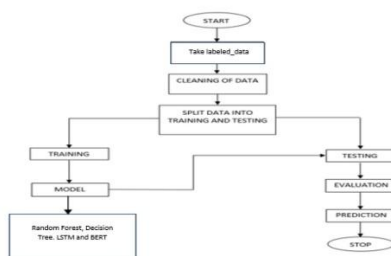 START
Take labeled_data
CLEANING OF DATA
SPLIT DATA INTO
TRAINING AND TESTING
TRAINING
TESTING
MODEL
EVALUATION
Random Forest, Decision
Tree. LSTM and BERT
PREDICTION
STOP